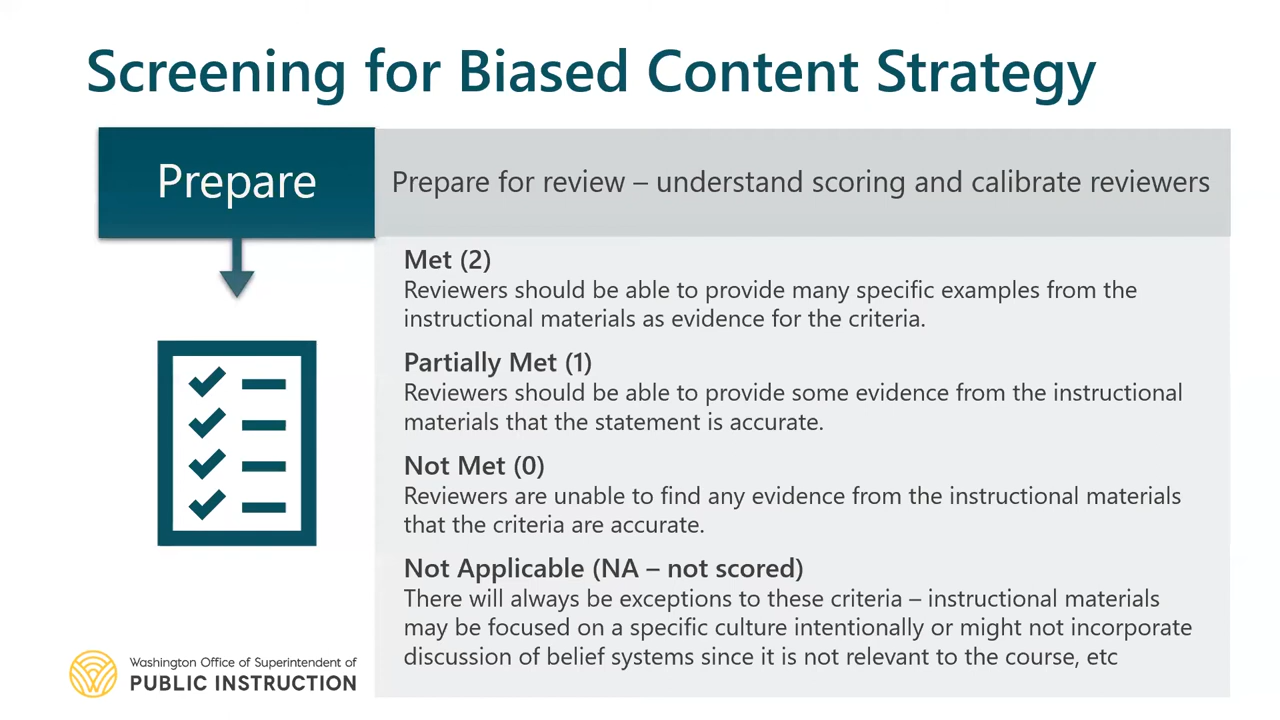 Screening for Biased Content Strategy
Prepare
Prepare for review – understand scoring and calibrate reviewers
Met (2)
Reviewers should be able to provide many specific examples from the
instructional materials as evidence for the criteria.
Partially Met (1)
Reviewers should be able to provide some evidence from the instructional
materials that the statement is accurate.
Not Met (0)
Reviewers are unable to find any evidence from the instructional materials
that the criteria are accurate.
Not Applicable (NA – not scored)
There will always be exceptions to these criteria – instructional materials
may be focused on a specific culture intentionally or might not incorporate
discussion of belief systems since it is not relevant to the course, etc
Washington Office of Superintendent of
PUBLIC INSTRUCTION